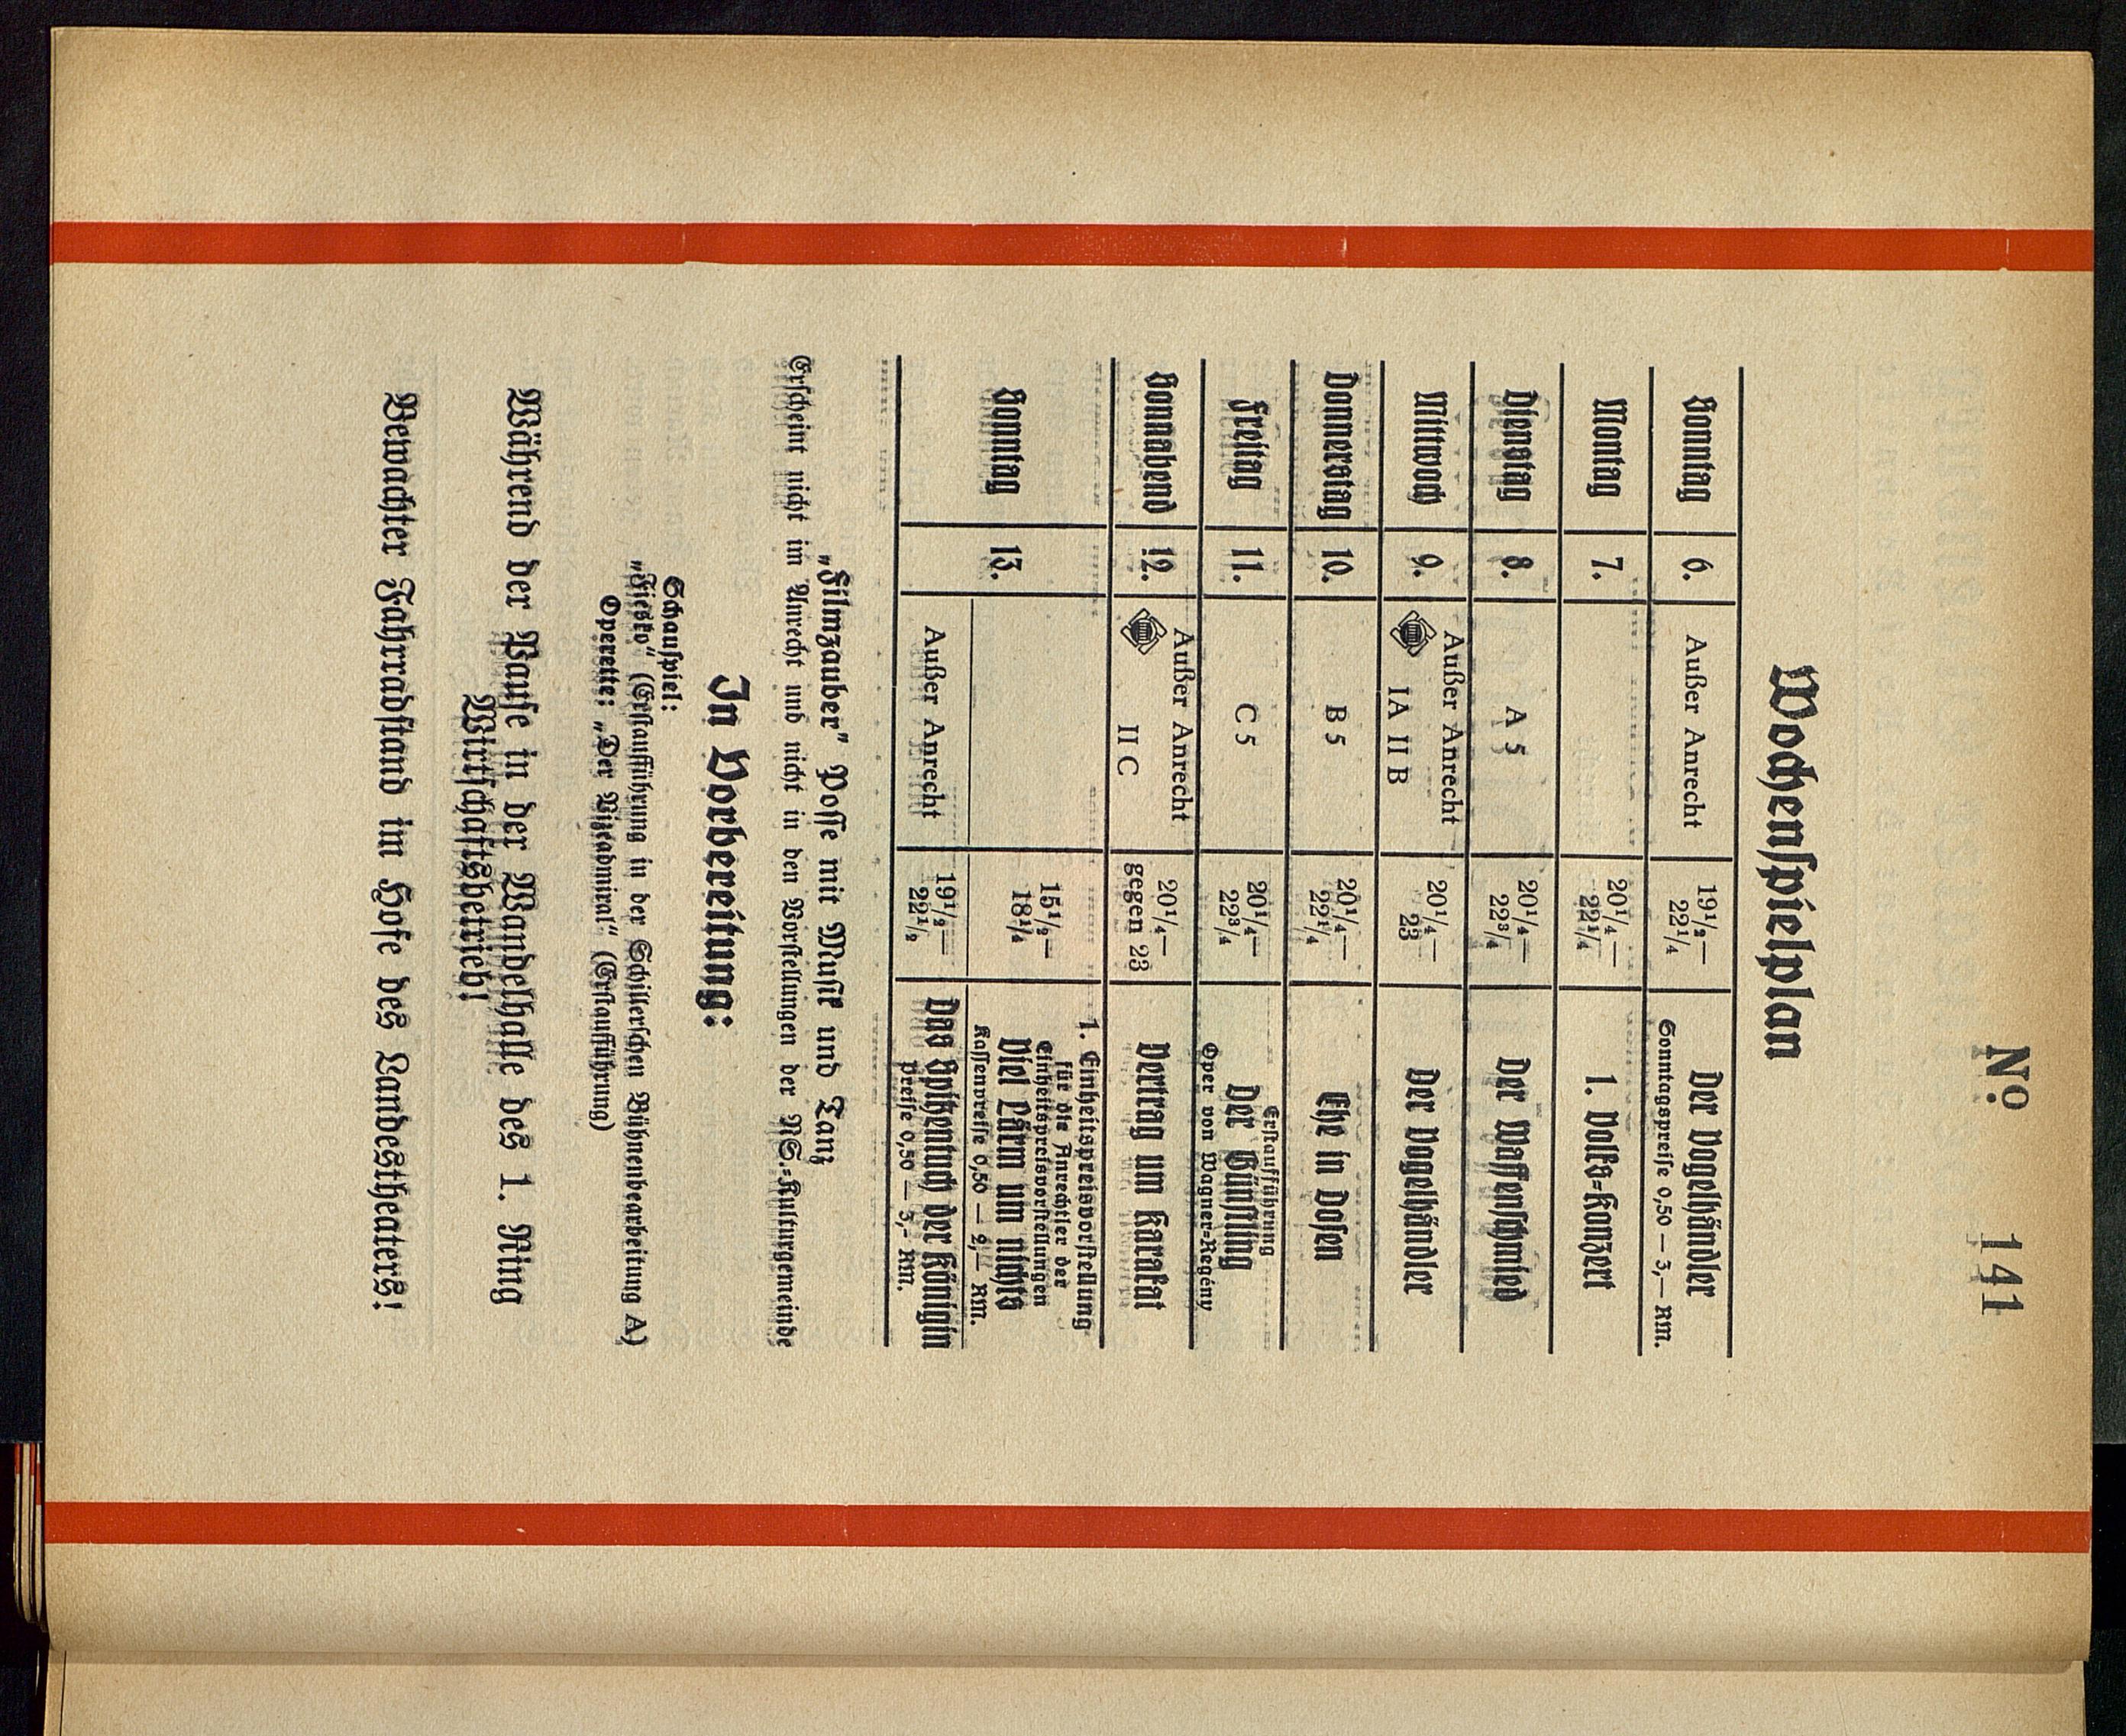 No 141
Wochenspielplan
Sonntag 6. Außer Anrecht 19½— 22¼ Der Vogelhändler
Sonntagspreise 0,50 — 3,— RM.
Montag 7. 20¼— 22¼ 1. Volks-Konzert
Dienstag 8. A 5 20¼— 22¾ Der Waffenschmied
Mittwoch 9. Außer Anrecht IA II B 20¼— 23 Der Vogelhändler
Donnerstag 10. B 5 20¼— 22¼ Ehe in Dosen
Freitag 11. C 5 20¼— 22¾ Erstaufführung
Der Günstling
Oper von Wagner-Regény
Sonnabend 12. Außer Anrecht II C 20¼— gegen 23 Vertrag um Karakat
Sonntag 13. 15½— 18¼ 1. Einheitspreisvorstellung
für die Anrechtler der
Einheitspreisvorstellungen
Viel Lärm um nichts
Kassenpreise 0,50 — 2,— RM.
Außer Anrecht 19½— 22½ Das Spitzentuch der Königin
preise 0,50 — 3,- RM.
„Filmzauber" Posse mit Musik und Tanz
Erscheint nicht im Anrecht und nicht in den Vorstellungen der NS.-Kulturgemeinde
In Vorbereitung:
Schauspiel:
„Fiesko" (Erstaufführung in der Schillerschen Bühnenbearbeitung A)
Operette: „Der Vizeadmiral" (Erstaufführung)
Während der Pause in der Wandelhalle des 1. Ring
Wirtschaftsbetrieb!
Bewachter Fahrradstand im Hofe des Landestheaters!